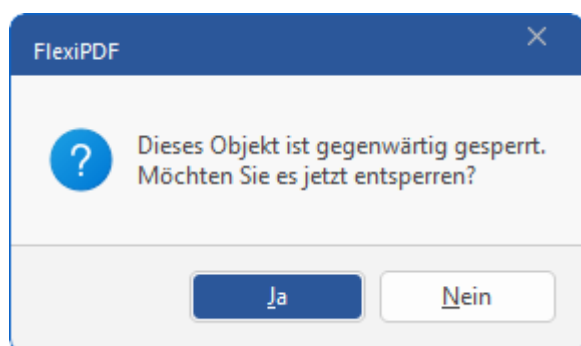 FlexiPDF
Dieses Objekt ist gegenwärtig gesperrt.
Möchten Sie es jetzt entsperren?
Ja
Nein